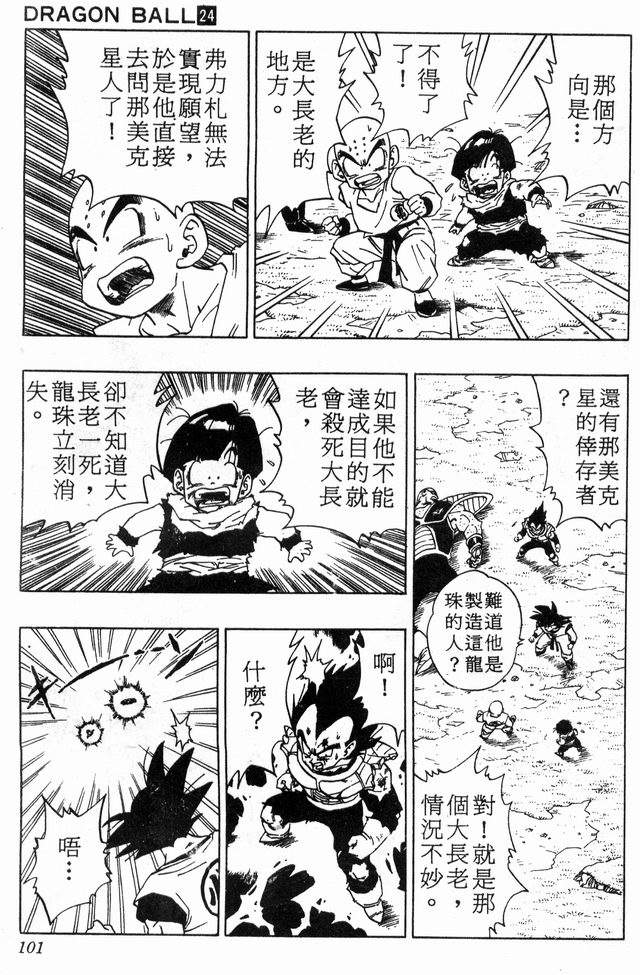 DRAGON BALL 24
那個方
向是⋯
不得了
了！
是大長老的
地方。
弗力札無法
實現願望，
於是他直接
去問那美克
星人了！
還有那美克
星的倖存者
？
難道他是
製造這龍
珠的人？
對！就是那
個大長老，
情況不妙。
如果他不能
達成目的就
會殺死大長
老，
卻不知道大
長老一死，
龍珠立刻消
失。
啊！
什麼？
唔⋯
101